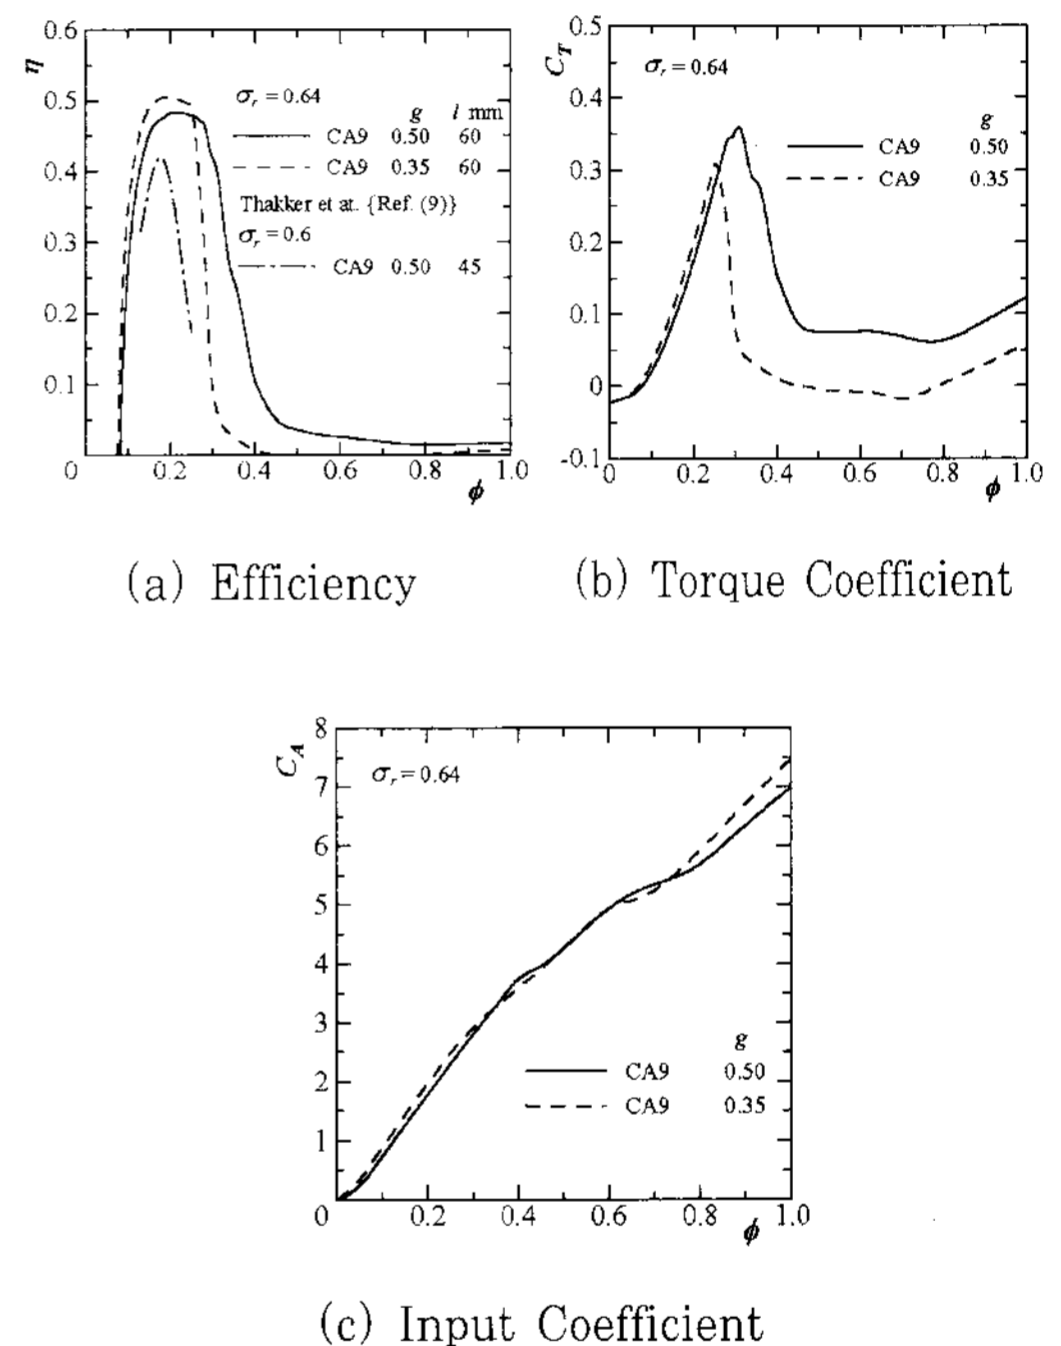 0.6
η
σr = 0.64
g l mm
0.5
CA9 0.50 60
0.4
CA9 0.35 60
Thakker et at. {Ref. (9)}
0.3
σr = 0.6
CA9 0.50 45
0.2
0.1
0 0.2 0.4 0.6 0.8 1.0
ϕ
(a) Efficiency
0.5
CT
σr = 0.64
0.4
g
CA9 0.50
0.3
CA9 0.35
0.2
0.1
0
-0.1
0 0.2 0.4 0.6 0.8 1.0
ϕ
(b) Torque Coefficient
8
CA
σr = 0.64
7
6
5
4
3
g
CA9 0.50
2
CA9 0.35
1
0 0.2 0.4 0.6 0.8 1.0
ϕ
(c) Input Coefficient